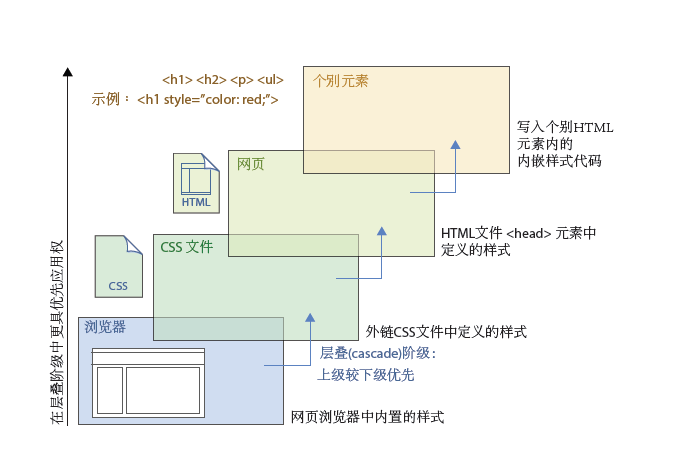 <h1> <h2> <p> <ul>
示例：<h1 style="color: red;">
个别元素
写入个别HTML
元素内的
内嵌样式代码
网页
HTML
HTML文件 <head> 元素中
定义的样式
CSS 文件
CSS
外链CSS文件中定义的样式
浏览器
层叠(cascade)阶级：
上级较下级优先
网页浏览器中内置的样式
在层叠阶级中更具优先应用权